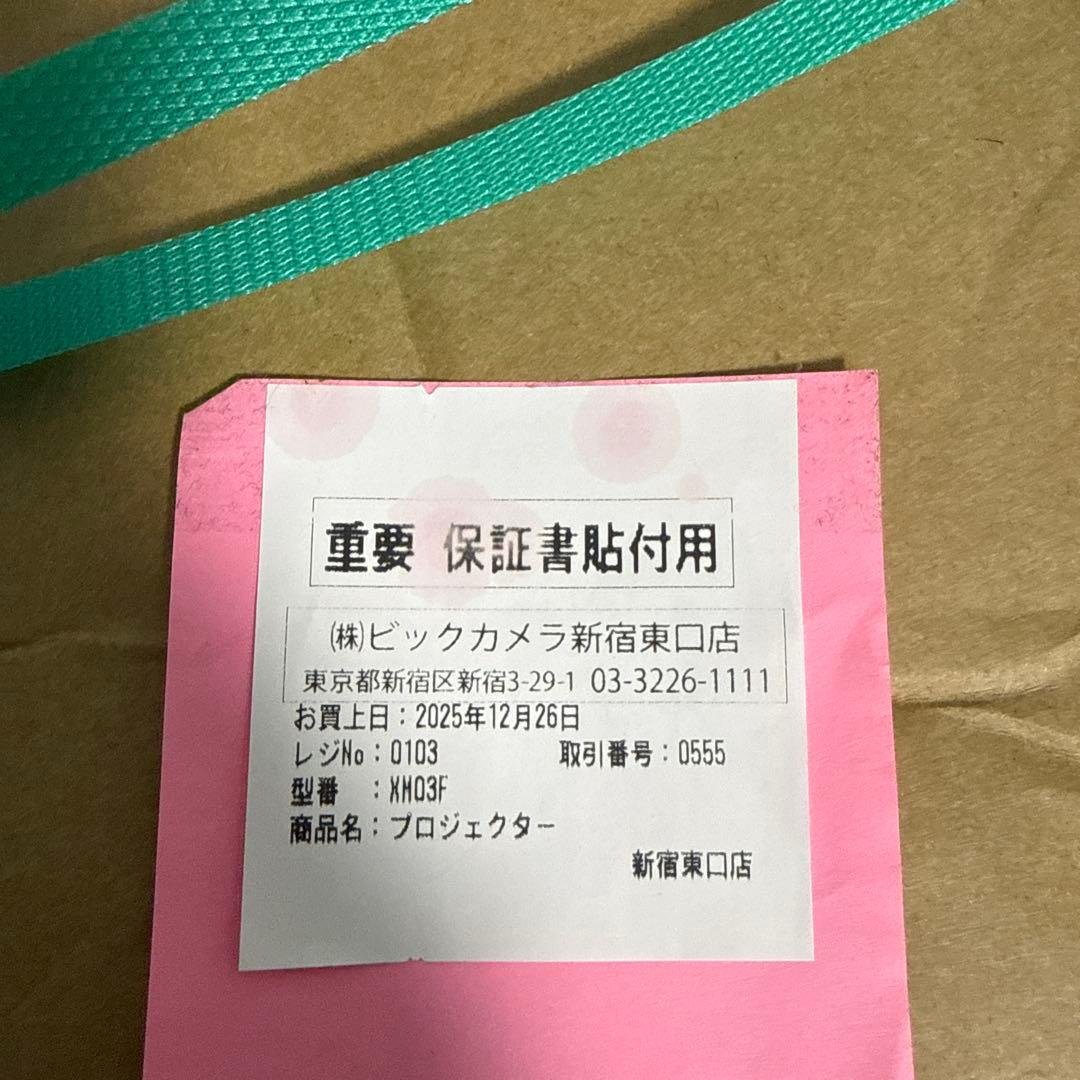 重要 保証書貼付用
㈱ビックカメラ新宿東口店
東京都新宿区新宿3-29-1 03-3226-1111
お買上日：2025年12月26日
レジNo：0103 取引番号：0555
型番 ：XM03F
商品名：プロジェクター
新宿東口店